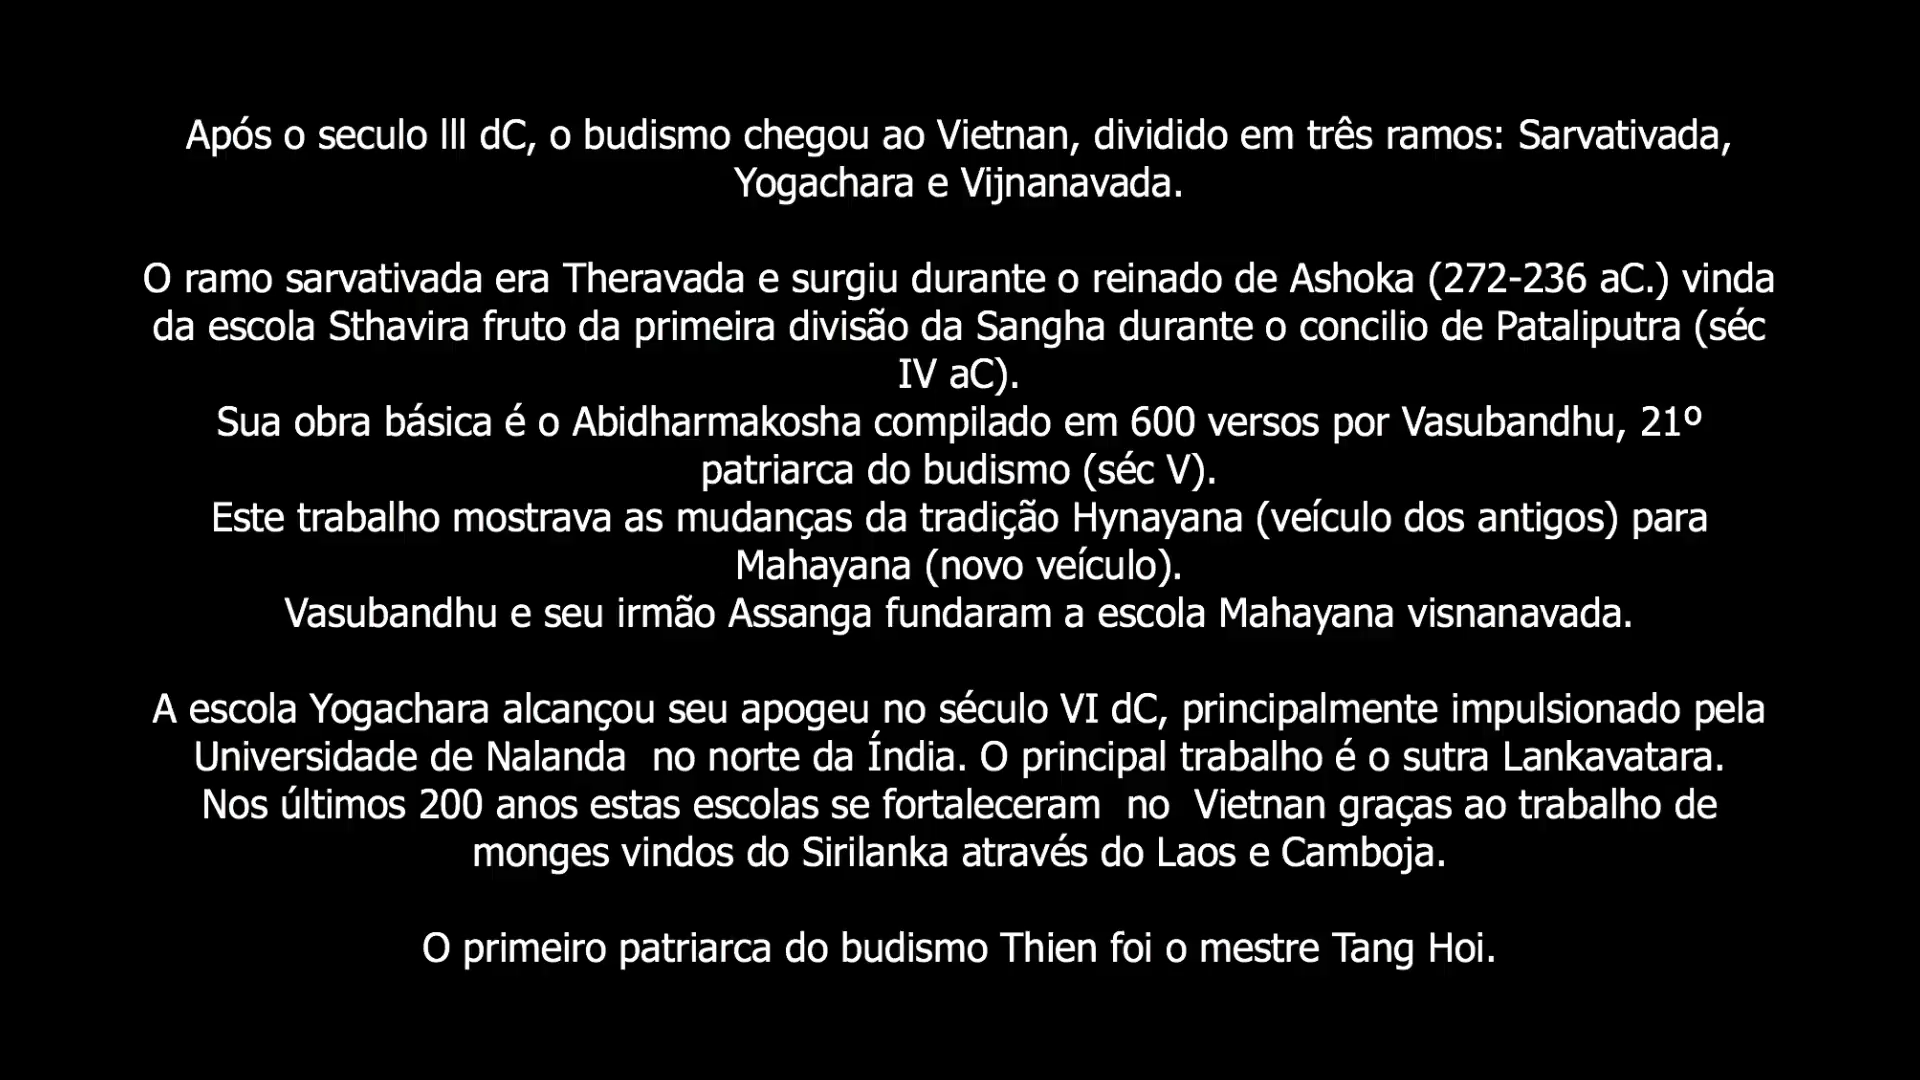 Após o seculo lll dC, o budismo chegou ao Vietnan, dividido em três ramos: Sarvativada,
Yogachara e Vijnanavada.
O ramo sarvativada era Theravada e surgiu durante o reinado de Ashoka (272-236 aC.) vinda
da escola Sthavira fruto da primeira divisão da Sangha durante o concilio de Pataliputra (séc
IV aC).
Sua obra básica é o Abidharmakosha compilado em 600 versos por Vasubandhu, 21º
patriarca do budismo (séc V).
Este trabalho mostrava as mudanças da tradição Hynayana (veículo dos antigos) para
Mahayana (novo veículo).
Vasubandhu e seu irmão Assanga fundaram a escola Mahayana visnanavada.
A escola Yogachara alcançou seu apogeu no século VI dC, principalmente impulsionado pela
Universidade de Nalanda  no norte da Índia. O principal trabalho é o sutra Lankavatara.
Nos últimos 200 anos estas escolas se fortaleceram  no  Vietnan graças ao trabalho de
monges vindos do Sirilanka através do Laos e Camboja.
O primeiro patriarca do budismo Thien foi o mestre Tang Hoi.